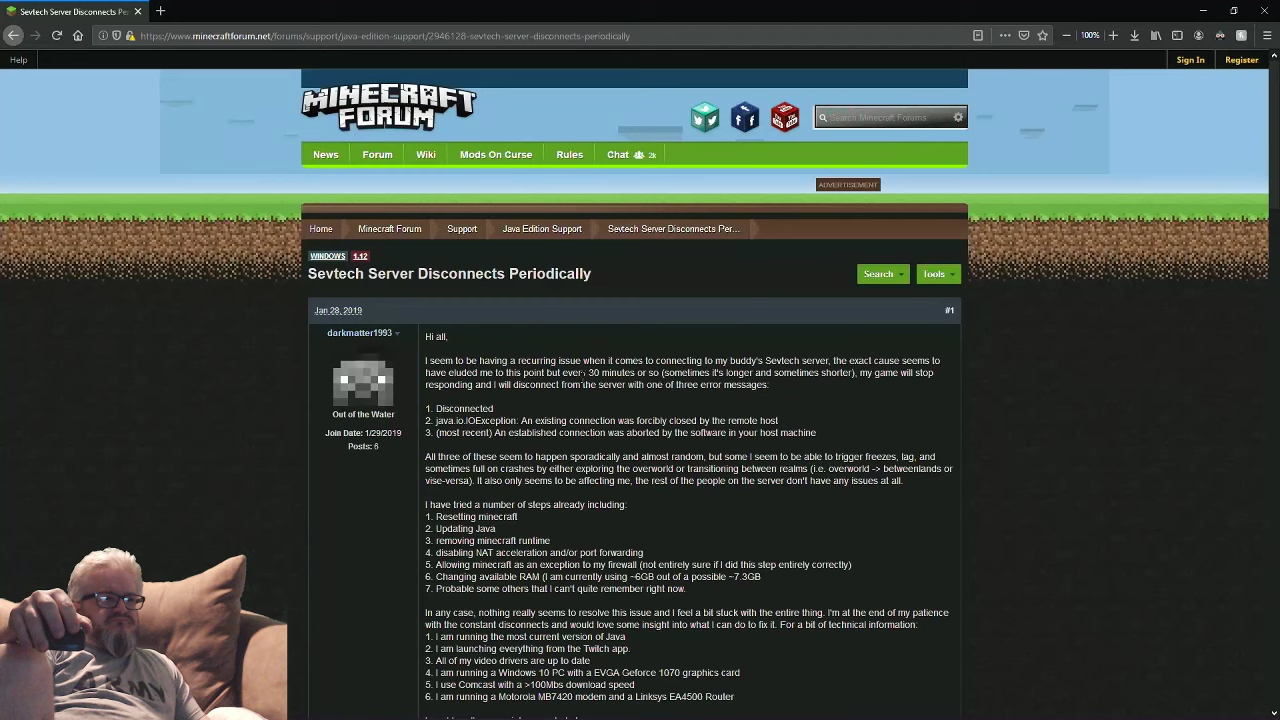 Sevtech Server Disconnects Per
https://www.minecraftforum.net/forums/support/java-edition-support/2946128-sevtech-server-disconnects-periodically
100%
Help
Sign In
Register
MINECRAFT
FORUM
Search Minecraft Forums
News
Forum
Wiki
Mods On Curse
Rules
Chat
2k
ADVERTISEMENT
Home
Minecraft Forum
Support
Java Edition Support
Sevtech Server Disconnects Per...
WINDOWS
1.12
Sevtech Server Disconnects Periodically
Search
Tools
Jan 28, 2019
#1
darkmatter1993
Out of the Water
Join Date: 1/29/2019
Posts: 6
Hi all,
I seem to be having a recurring issue when it comes to connecting to my buddy's Sevtech server, the exact cause seems to
have eluded me to this point but every 30 minutes or so (sometimes it's longer and sometimes shorter), my game will stop
responding and I will disconnect from the server with one of three error messages:
1. Disconnected
2. java.io.IOException: An existing connection was forcibly closed by the remote host
3. (most recent) An established connection was aborted by the software in your host machine
All three of these seem to happen sporadically and almost random, but some I seem to be able to trigger freezes, lag, and
sometimes full on crashes by either exploring the overworld or transitioning between realms (i.e. overworld -> betweenlands or
vise-versa). It also only seems to be affecting me, the rest of the people on the server don't have any issues at all.
I have tried a number of steps already including:
1. Resetting minecraft
2. Updating Java
3. removing minecraft runtime
4. disabling NAT acceleration and/or port forwarding
5. Allowing minecraft as an exception to my firewall (not entirely sure if I did this step entirely correctly)
6. Changing available RAM (I am currently using ~6GB out of a possible ~7.3GB
7. Probable some others that I can't quite remember right now.
In any case, nothing really seems to resolve this issue and I feel a bit stuck with the entire thing. I'm at the end of my patience
with the constant disconnects and would love some insight into what I can do to fix it. For a bit of technical information:
1. I am running the most current version of Java
2. I am launching everything from the Twitch app.
3. All of my video drivers are up to date
4. I am running a Windows 10 PC with a EVGA Geforce 1070 graphics card
5. I use Comcast with a >100Mbs download speed
6. I am running a Motorola MB7420 modem and a Linksys EA4500 Router